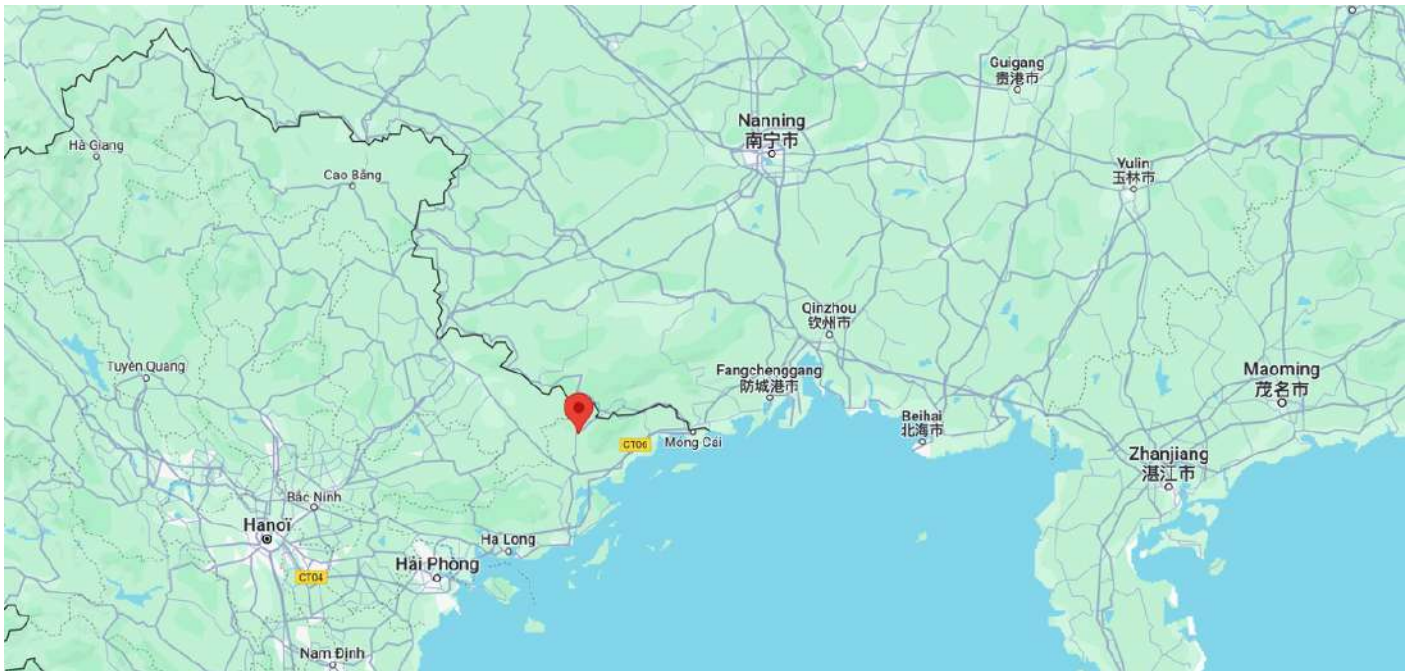 Guigang
贵港市
Nanning
南宁市
Hà Giang
Cao Bằng
Yulin
玉林市
Qinzhou
钦州市
Tuyên Quang
Fangchenggang
防城港市
Maoming
茂名市
Beihai
北海市
Móng Cái
CT06
Zhanjiang
湛江市
Bắc Ninh
Hanoï
Hạ Long
Hải Phòng
CT04
Nam Định